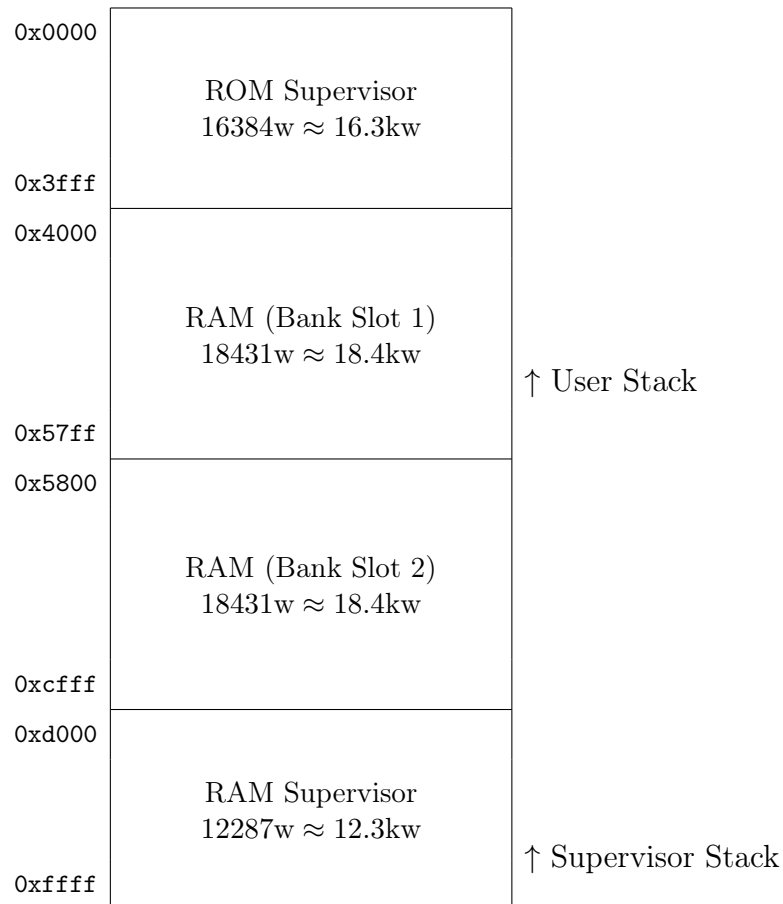 0x0000
ROM Supervisor
16384w ≈ 16.3kw
0x3fff
0x4000
RAM (Bank Slot 1)
18431w ≈ 18.4kw
↑ User Stack
0x57ff
0x5800
RAM (Bank Slot 2)
18431w ≈ 18.4kw
0xcfff
0xd000
RAM Supervisor
12287w ≈ 12.3kw
↑ Supervisor Stack
0xffff